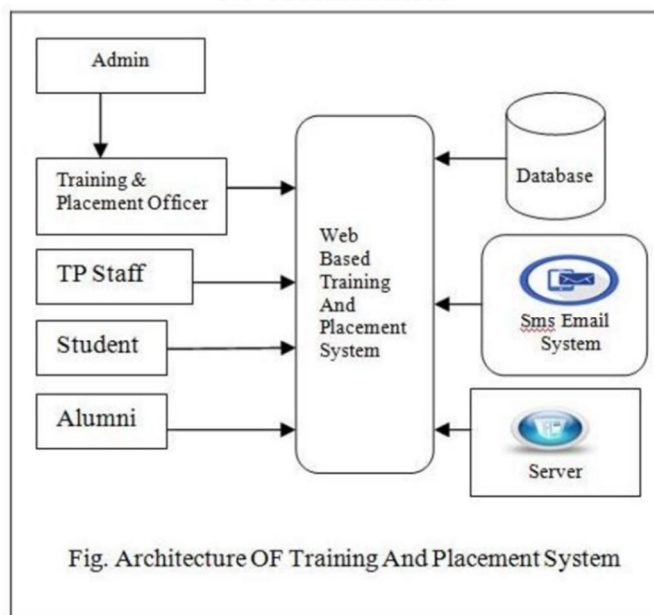 Admin
Training &
Placement Officer
TP Staff
Student
Alumni
Web
Based
Training
And
Placement
System
Database
Sms Email
System
Server
Fig. Architecture OF Training And Placement System